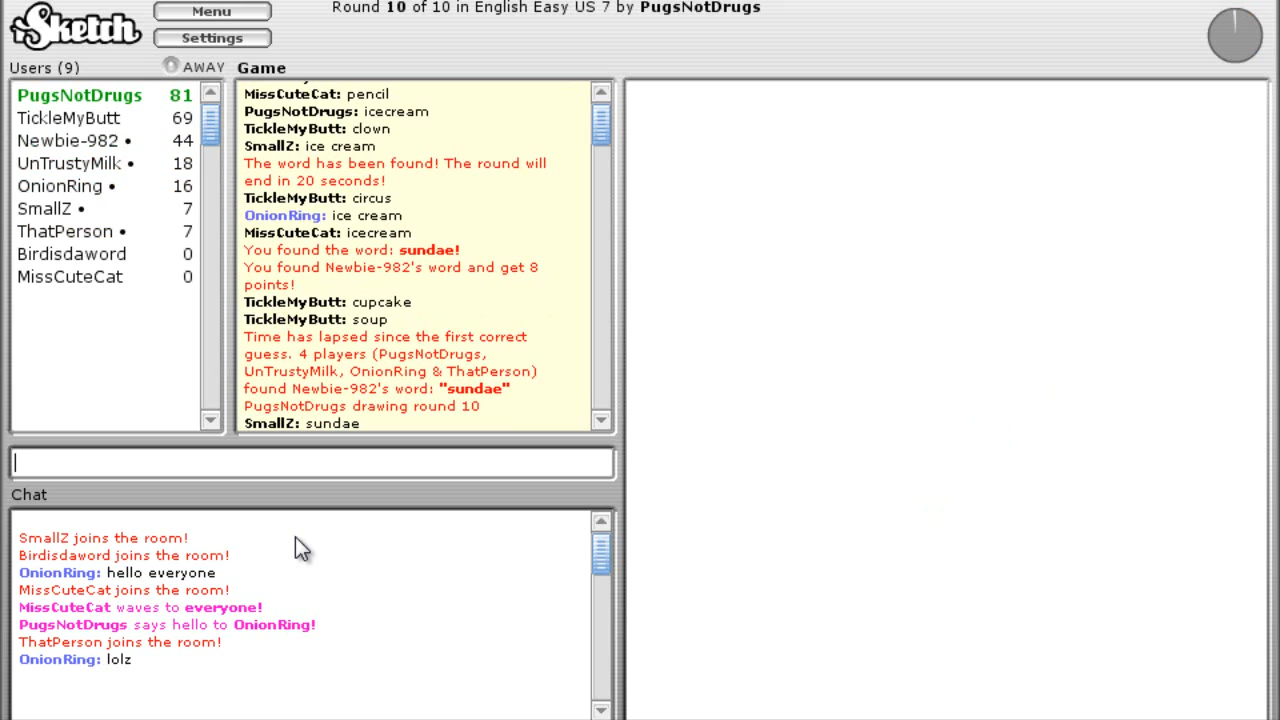 Round 10 of 10 in English Easy US 7 by PugsNotDrugs
iSketch
Menu
Settings
Users (9)
AWAY
PugsNotDrugs 81
TickleMyButt 69
Newbie-982 • 44
UnTrustyMilk • 18
OnionRing • 16
SmallZ • 7
ThatPerson • 7
Birdisdaword 0
MissCuteCat 0
Game
MissCuteCat: pencil
PugsNotDrugs: icecream
TickleMyButt: clown
SmallZ: ice cream
The word has been found! The round will
end in 20 seconds!
TickleMyButt: circus
OnionRing: ice cream
MissCuteCat: icecream
You found the word: sundae!
You found Newbie-982's word and get 8
points!
TickleMyButt: cupcake
TickleMyButt: soup
Time has lapsed since the first correct
guess. 4 players (PugsNotDrugs,
UnTrustyMilk, OnionRing & ThatPerson)
found Newbie-982's word: "sundae"
PugsNotDrugs drawing round 10
SmallZ: sundae
Chat
SmallZ joins the room!
Birdisdaword joins the room!
OnionRing: hello everyone
MissCuteCat joins the room!
MissCuteCat waves to everyone!
PugsNotDrugs says hello to OnionRing!
ThatPerson joins the room!
OnionRing: lolz